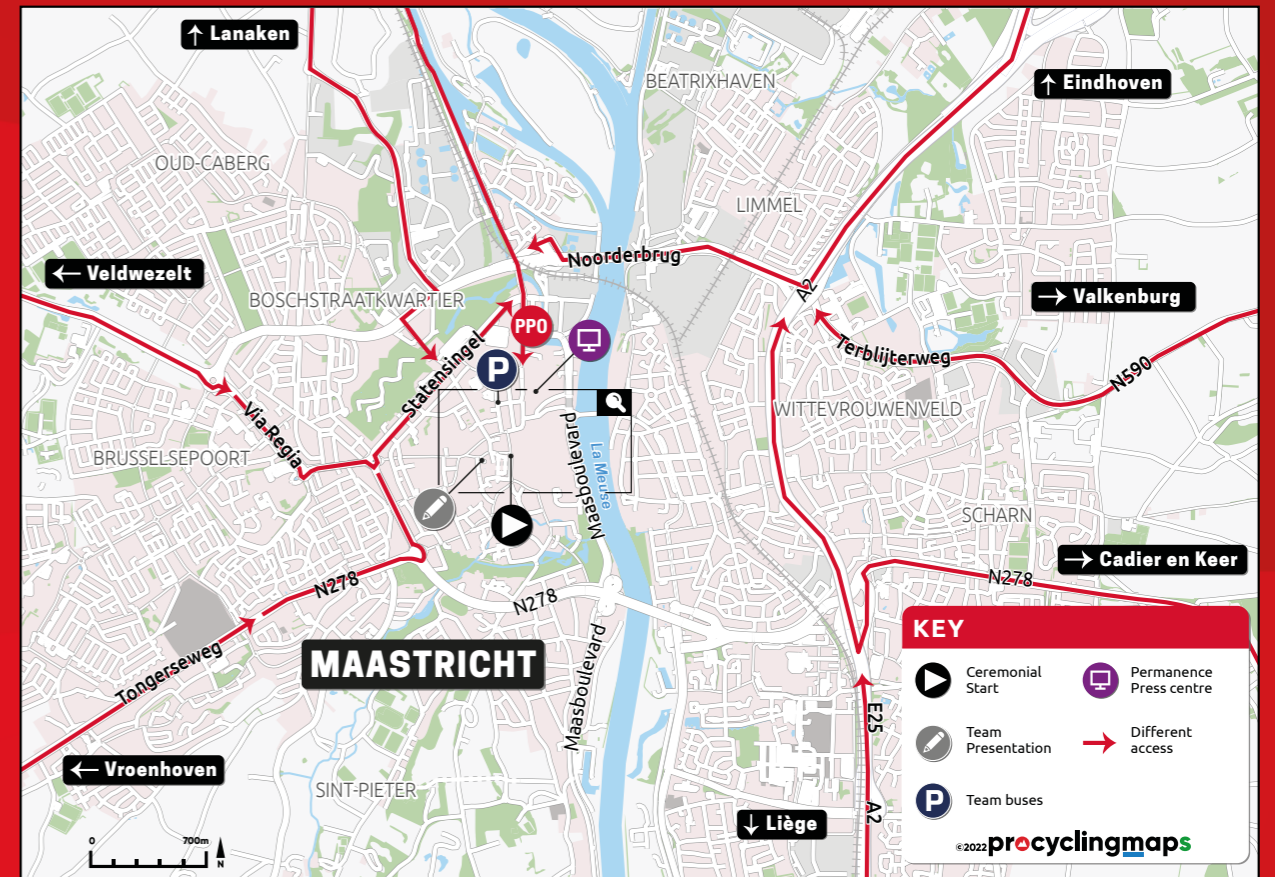 ↑ Lanaken
BEATRIXHAVEN
↑ Eindhoven
OUD-CABERG
LIMMEL
← Veldwezelt
Noorderbrug
A2
BOSCHSTRAATKWARTIER
→ Valkenburg
PPO
P
Statensingel
Terblijterweg
N590
Via Regia
WITTEVROUWENVELD
BRUSSELSEPOORT
Maasboulevard
La Meuse
SCHARN
→ Cadier en Keer
N278
N278
N278
MAASTRICHT
Tongerseweg
Maasboulevard
E25
A2
← Vroenhoven
SINT-PIETER
↓ Liège
0 700m
N
KEY
Ceremonial
Start
Permanence
Press centre
Team
Presentation
Different
access
P
Team buses
©2022 procyclingmaps